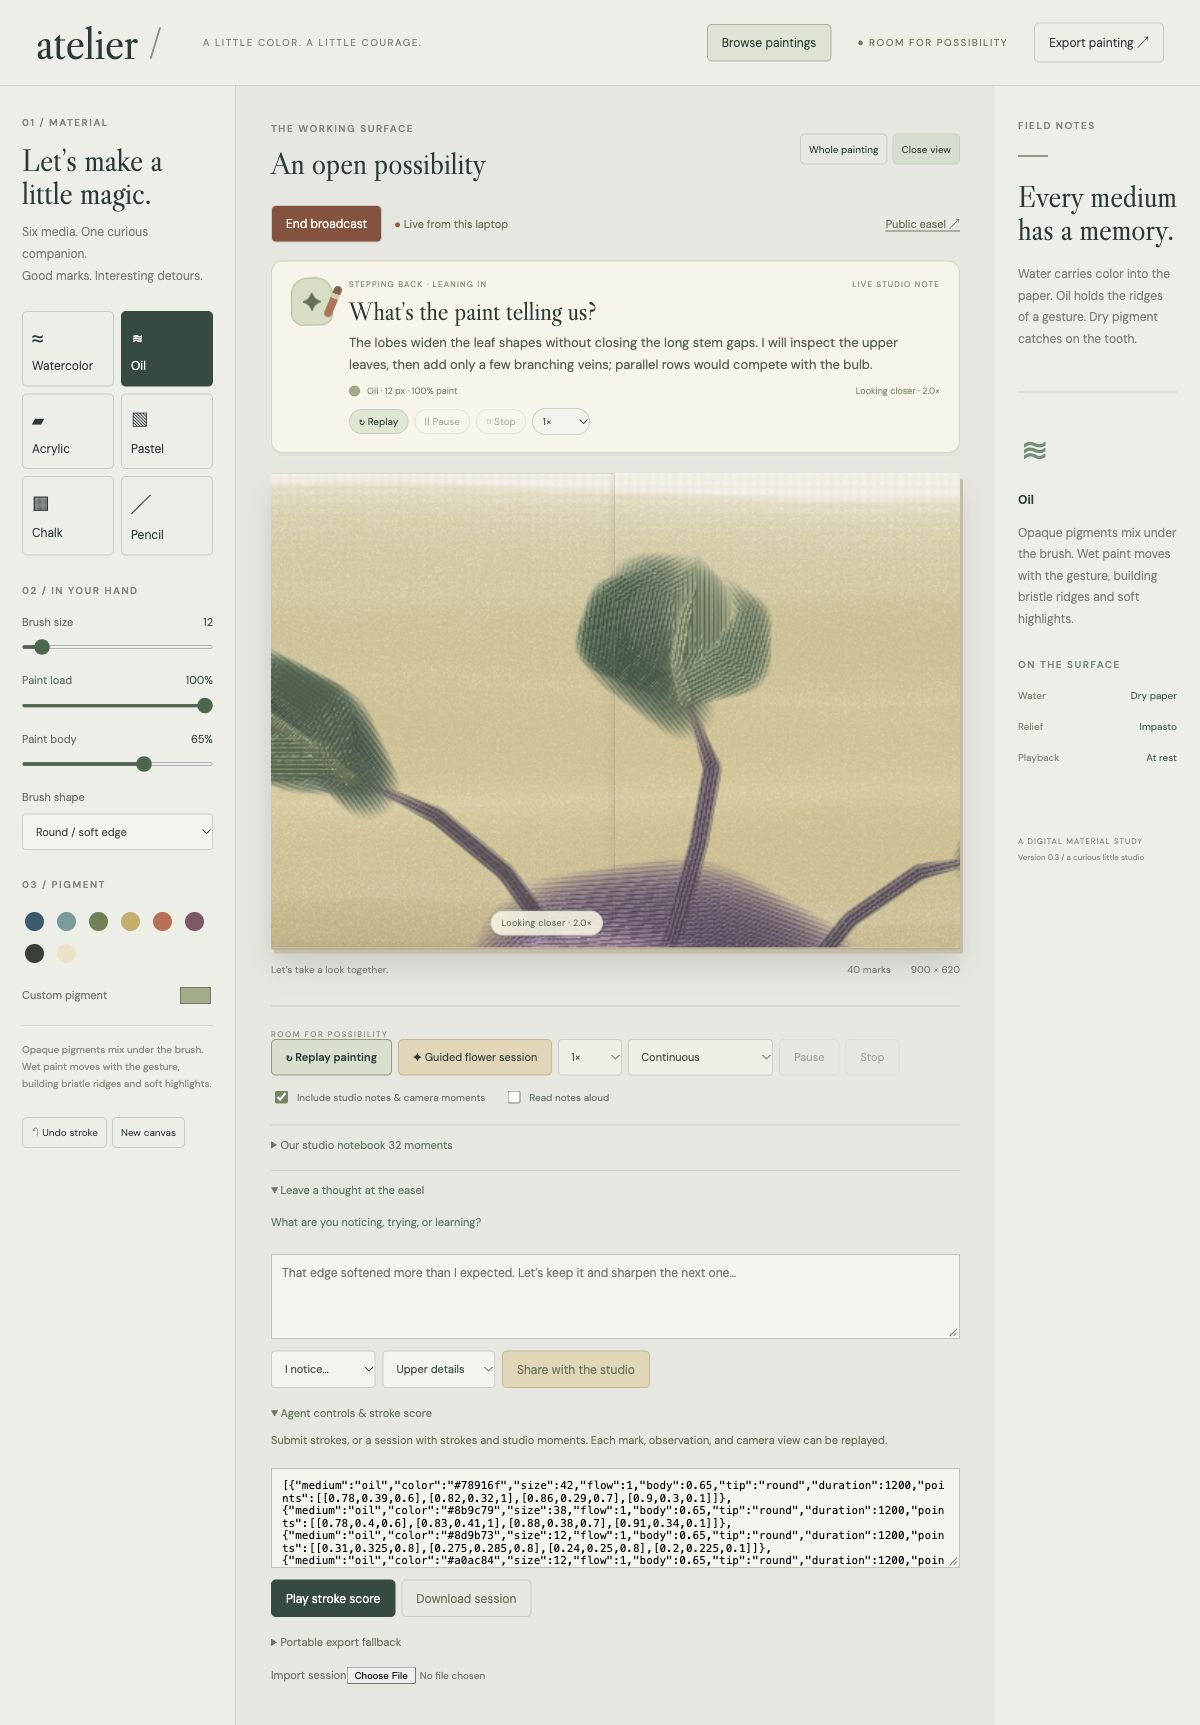 atelier /
A LITTLE COLOR. A LITTLE COURAGE.
Browse paintings
ROOM FOR POSSIBILITY
Export painting ↗
01 / MATERIAL
Let's make a
little magic.
Six media. One curious
companion.
Good marks. Interesting detours.
Watercolor
Oil
Acrylic
Pastel
Chalk
Pencil
02 / IN YOUR HAND
Brush size 12
Paint load 100%
Paint body 65%
Brush shape
Round / soft edge
03 / PIGMENT
Custom pigment
Opaque pigments mix under the brush.
Wet paint moves with the gesture,
building bristle ridges and soft highlights.
Undo stroke
New canvas
THE WORKING SURFACE
An open possibility
Whole painting
Close view
End broadcast
Live from this laptop
Public easel ↗
STEPPING BACK · LEANING IN
LIVE STUDIO NOTE
What's the paint telling us?
The lobes widen the leaf shapes without closing the long stem gaps. I will inspect the upper
leaves, then add only a few branching veins; parallel rows would compete with the bulb.
Oil · 12 px · 100% paint
Looking closer · 2.0×
↻ Replay
II Pause
Stop
1×
Looking closer · 2.0×
Let's take a look together.
40 marks
900 × 620
ROOM FOR POSSIBILITY
↻ Replay painting
✦ Guided flower session
1×
Continuous
Pause
Stop
Include studio notes & camera moments
Read notes aloud
Our studio notebook 32 moments
Leave a thought at the easel
What are you noticing, trying, or learning?
That edge softened more than I expected. Let's keep it and sharpen the next one…
I notice…
Upper details
Share with the studio
Agent controls & stroke score
Submit strokes, or a session with strokes and studio moments. Each mark, observation, and camera view can be replayed.
[{"medium":"oil","color":"#78916f","size":42,"flow":1,"body":0.65,"tip":"round","duration":1200,"poi
nts":[[0.78,0.39,0.6],[0.82,0.32,1],[0.86,0.29,0.7],[0.9,0.3,0.1]]},
{"medium":"oil","color":"#8b9c79","size":38,"flow":1,"body":0.65,"tip":"round","duration":1200,"poin
ts":[[0.78,0.4,0.6],[0.83,0.41,1],[0.88,0.38,0.7],[0.91,0.34,0.1]]},
{"medium":"oil","color":"#8d9b73","size":12,"flow":1,"body":0.65,"tip":"round","duration":1200,"poin
ts":[[0.31,0.325,0.8],[0.275,0.285,0.8],[0.24,0.25,0.8],[0.2,0.225,0.1]]},
{"medium":"oil","color":"#a0ac84","size":12,"flow":1,"body":0.65,"tip":"round","duration":1200,"poin
Play stroke score
Download session
Portable export fallback
Import session Choose File No file chosen
FIELD NOTES
Every medium
has a memory.
Water carries color into the
paper. Oil holds the ridges
of a gesture. Dry pigment
catches on the tooth.
Oil
Opaque pigments mix under
the brush. Wet paint moves
with the gesture, building
bristle ridges and soft
highlights.
ON THE SURFACE
Water Dry paper
Relief Impasto
Playback At rest
A DIGITAL MATERIAL STUDY
Version 0.3 / a curious little studio